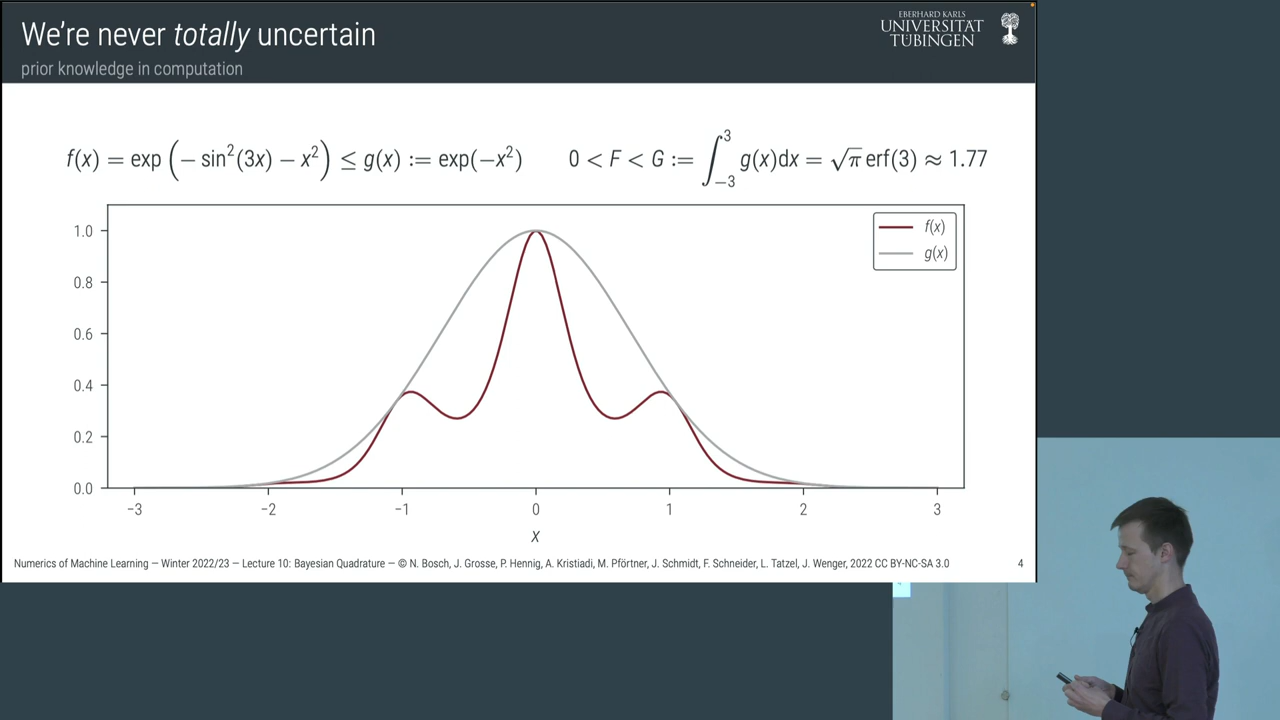 We're never totally uncertain
prior knowledge in computation
EBERHARD KARLS
UNIVERSITÄT
TÜBINGEN
f(x) = exp(− sin²(3x) − x²) ≤ g(x) := exp(−x²)
0 < F < G := ∫₋₃³ g(x)dx = √π erf(3) ≈ 1.77
f(x)
g(x)
1.0
0.8
0.6
0.4
0.2
0.0
−3 −2 −1 0 1 2 3
x
Numerics of Machine Learning — Winter 2022/23 — Lecture 10: Bayesian Quadrature — © N. Bosch, J. Grosse, P. Hennig, A. Kristiadi, M. Pförtner, J. Schmidt, F. Schneider, L. Tatzel, J. Wenger, 2022 CC BY-NC-SA 3.0 4